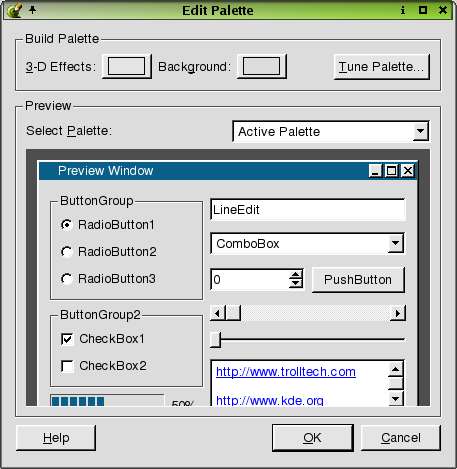 Edit Palette
Build Palette
3-D Effects:
Background:
Tune Palette...
Preview
Select Palette:
Active Palette
Preview Window
ButtonGroup
RadioButton1
RadioButton2
RadioButton3
ButtonGroup2
CheckBox1
CheckBox2
50%
LineEdit
ComboBox
0
PushButton
http://www.trolltech.com
http://www.kde.org
Help
OK
Cancel